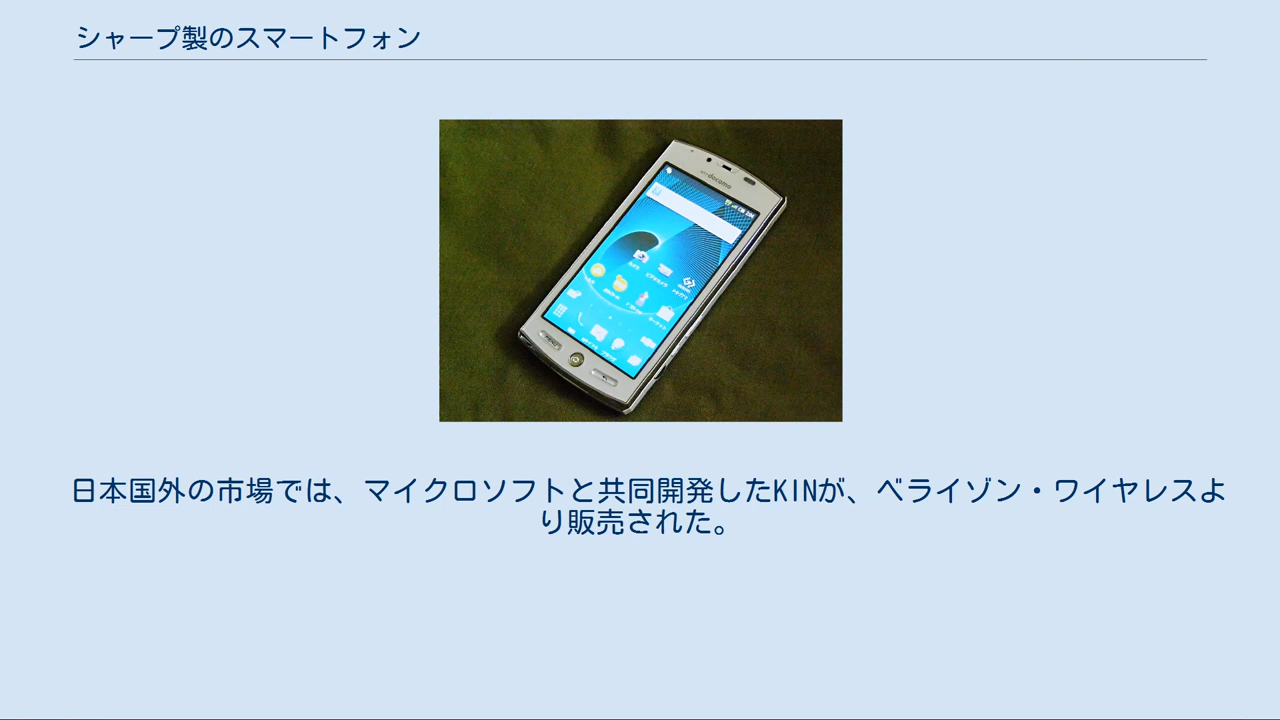 シャープ製のスマートフォン
docomo
MENU
日本国外の市場では、マイクロソフトと共同開発したKINが、ベライゾン・ワイヤレスよ
り販売された。